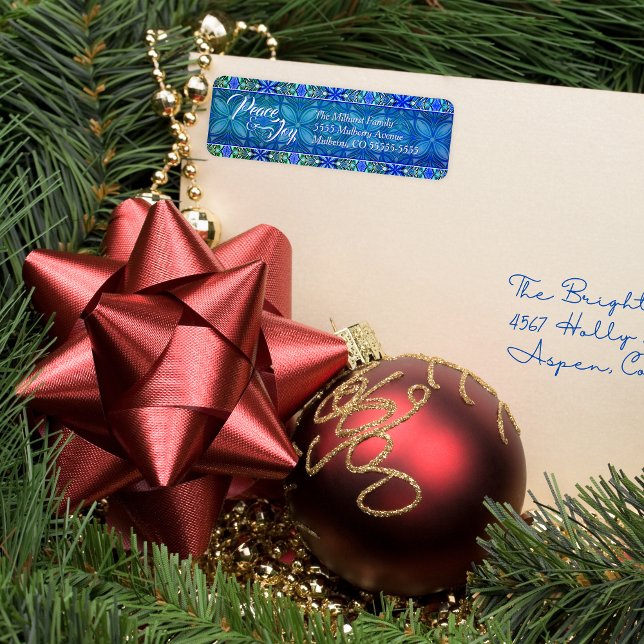 Peace
& Joy
The Milhurst Family
5555 Mulberry Avenue
Mulberry, CO 55555-5555
The Bright
4567 Holly
Aspen, Co